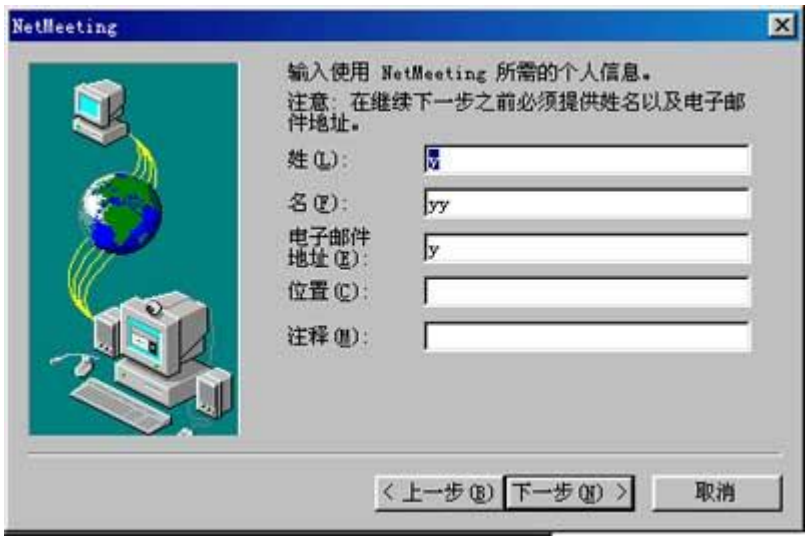 NetMeeting
输入使用 NetMeeting 所需的个人信息。
注意: 在继续下一步之前必须提供姓名以及电子邮
件地址。
姓(L):
y
名(F):
yy
电子邮件
地址(E):
y
位置(C):
注释(M):
< 上一步(B)
下一步(N) >
取消